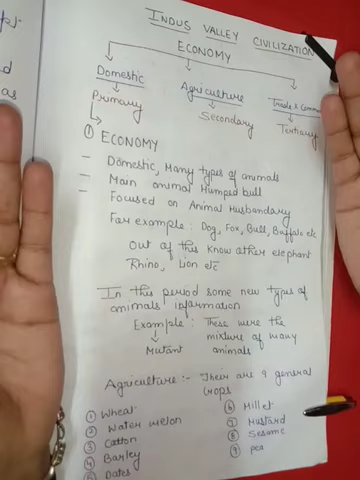 INDUS VALLEY CIVILIZATION
ECONOMY
Domestic Agriculture Trade &
Primary Secondary Tertiary
① ECONOMY
- Domestic, Many types of animals
- Main animal Humped bull
- Focused on Animal Husbandary
For example: Dog, Fox, Bull, Buffalo etc
Out of this know other elephant
Rhino, Lion etc
In this period some new types of
animals information
Example: These were the
mixture of many
Mutant animals
Agriculture:- Their are 9 general
crops
① Wheat
② Water melon
③ Cotton
④ Barley
⑤ Dates
⑥ Millet
⑦ Mustard
⑧ Sesame
⑨ pea